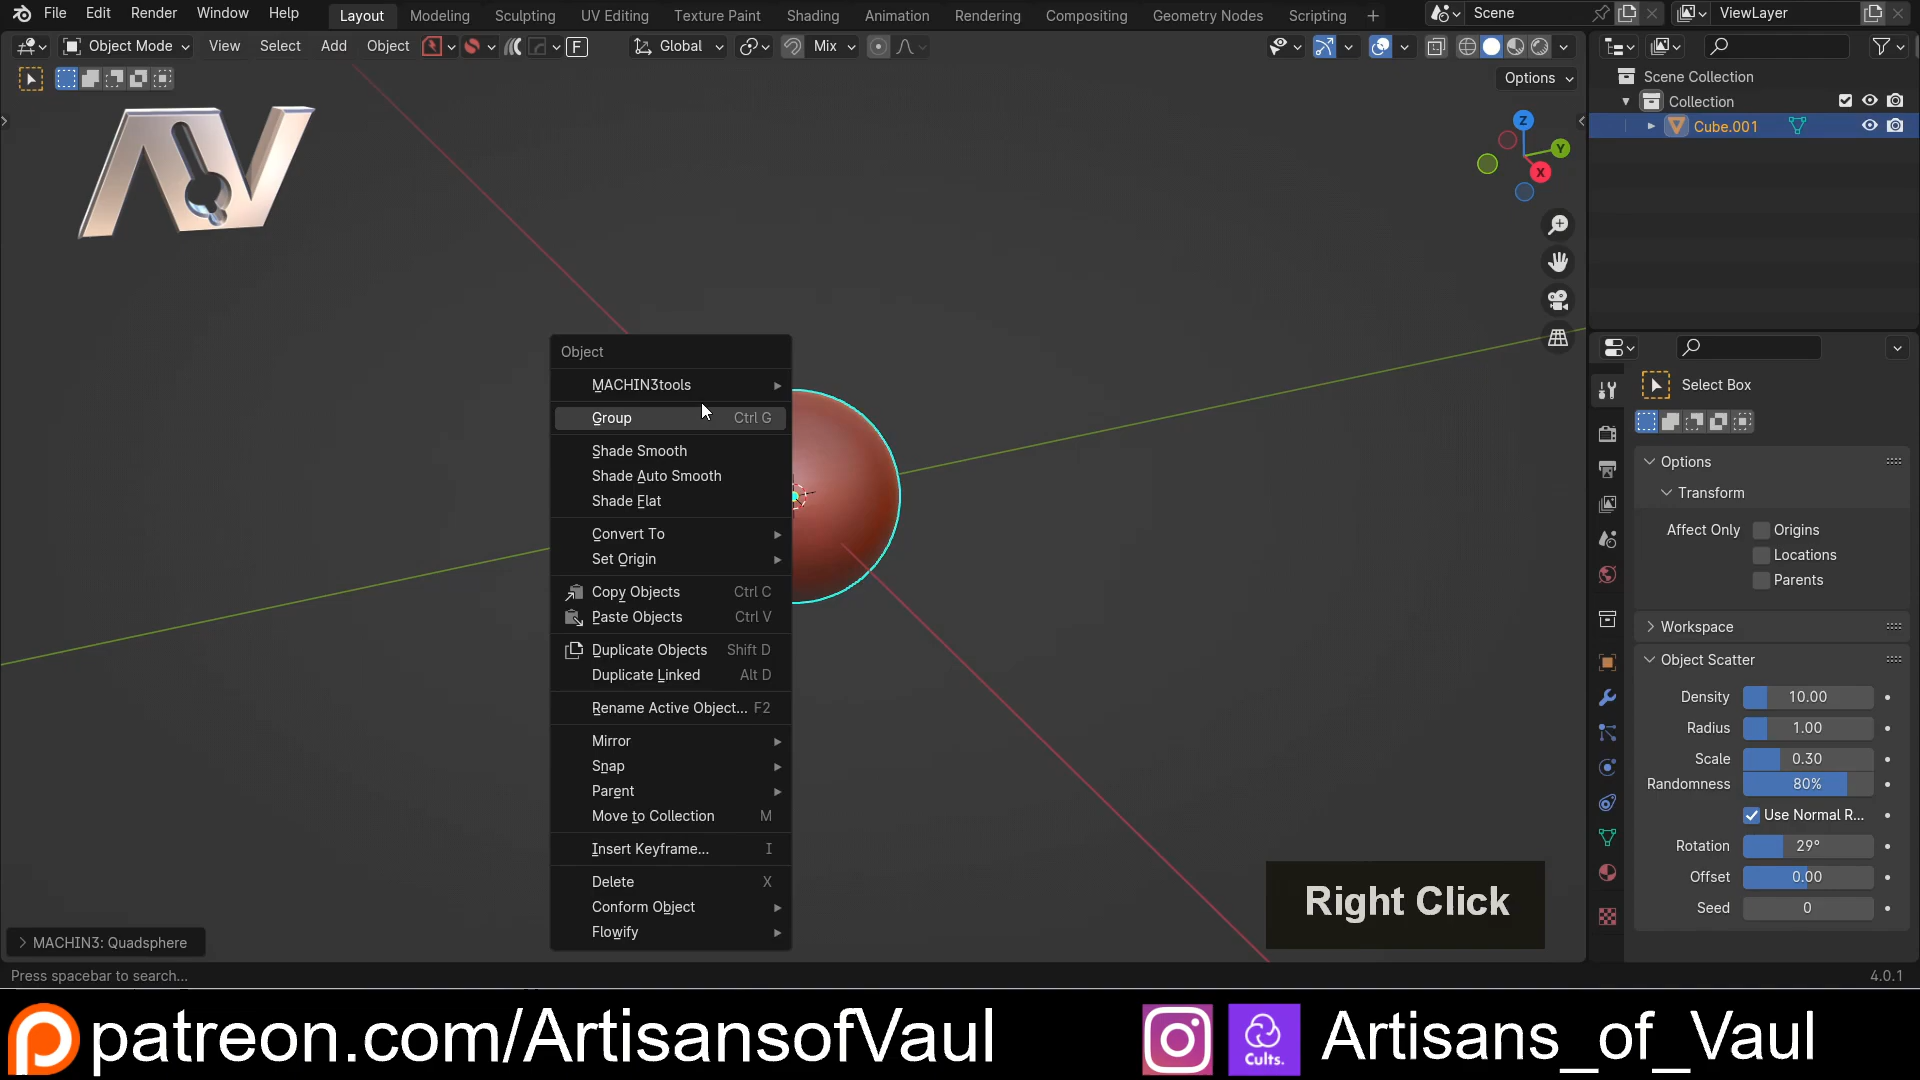 File Edit Render Window Help Layout Modeling Sculpting UV Editing Texture Paint Shading Animation Rendering Compositing Geometry Nodes Scripting + Scene ViewLayer
Object Mode View Select Add Object F Global Mix
Options
AV
Z
Y
X
Scene Collection
Collection
Cube.001
Object
MACHIN3tools
Group Ctrl G
Shade Smooth
Shade Auto Smooth
Shade Flat
Convert To
Set Origin
Copy Objects Ctrl C
Paste Objects Ctrl V
Duplicate Objects Shift D
Duplicate Linked Alt D
Rename Active Object... F2
Mirror
Snap
Parent
Move to Collection M
Insert Keyframe... I
Delete X
Conform Object
Flowify
Select Box
Options
Transform
Affect Only Origins
Locations
Parents
Workspace
Object Scatter
Density 10.00
Radius 1.00
Scale 0.30
Randomness 80%
Use Normal R...
Rotation 29°
Offset 0.00
Seed 0
Right Click
MACHIN3: Quadsphere
Press spacebar to search... 4.0.1
patreon.com/ArtisansofVaul Cults. Artisans_of_Vaul